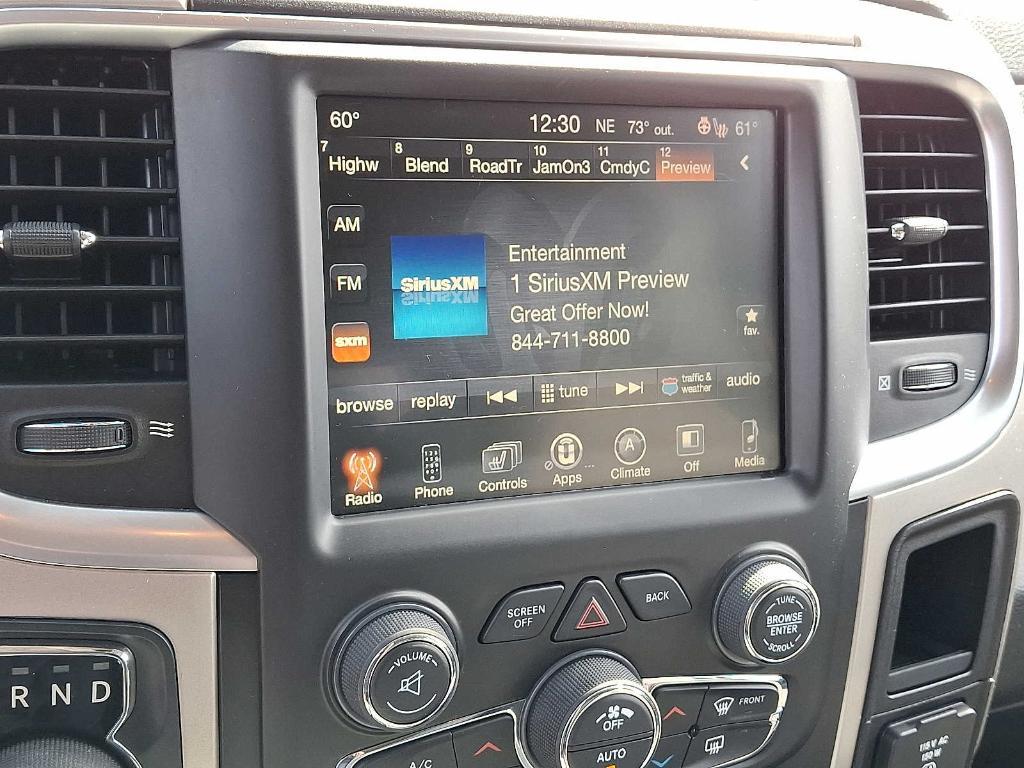 60° 12:30 NE 73° out. 61°
7 Highw 8 Blend 9 RoadTr 10 JamOn3 11 CmdyC 12 Preview
AM
FM
sxm
SiriusXM
Entertainment
1 SiriusXM Preview
Great Offer Now!
844-711-8800
fav.
browse replay tune traffic & weather audio
Radio Phone Controls Apps A Climate Off Media
SCREEN OFF
BACK
VOLUME
TUNE
BROWSE
ENTER
SCROLL
OFF
AUTO
A/C
FRONT
R N D
115V AC
150W